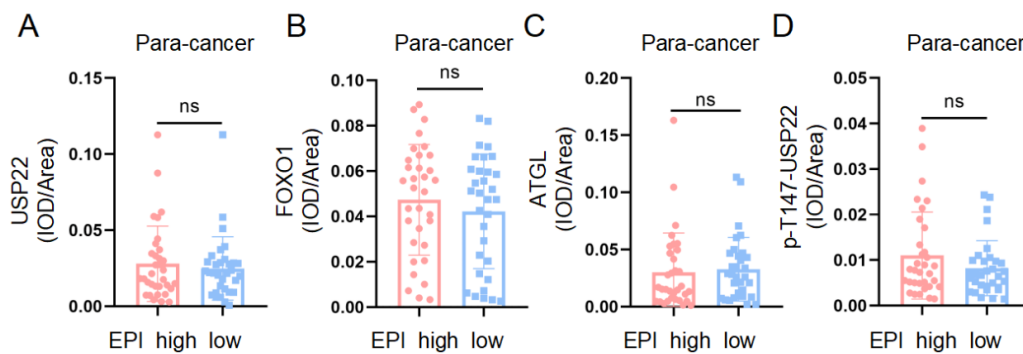 A
Para-cancer
USP22
(IOD/Area)
0.15
0.10
0.05
0.00
ns
EPI high low
B
Para-cancer
FOXO1
(IOD/Area)
0.10
0.08
0.06
0.04
0.02
0.00
ns
high low
C
Para-cancer
ATGL
(IOD/Area)
0.20
0.15
0.10
0.05
0.00
ns
EPI high low
D
Para-cancer
p-T147-USP22
(IOD/Area)
0.05
0.04
0.03
0.02
0.01
0.00
ns
EPI high low